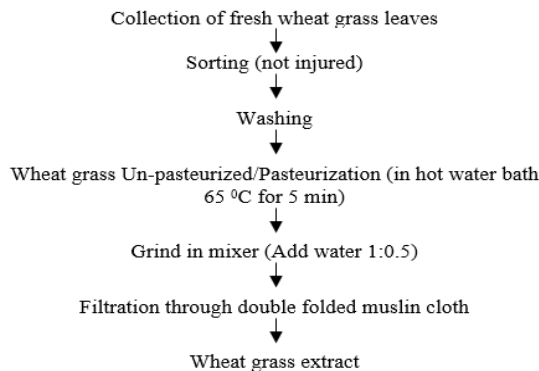 Collection of fresh wheat grass leaves
Sorting (not injured)
Washing
Wheat grass Un-pasteurized/Pasteurization (in hot water bath
65 ⁰C for 5 min)
Grind in mixer (Add water 1:0.5)
Filtration through double folded muslin cloth
Wheat grass extract